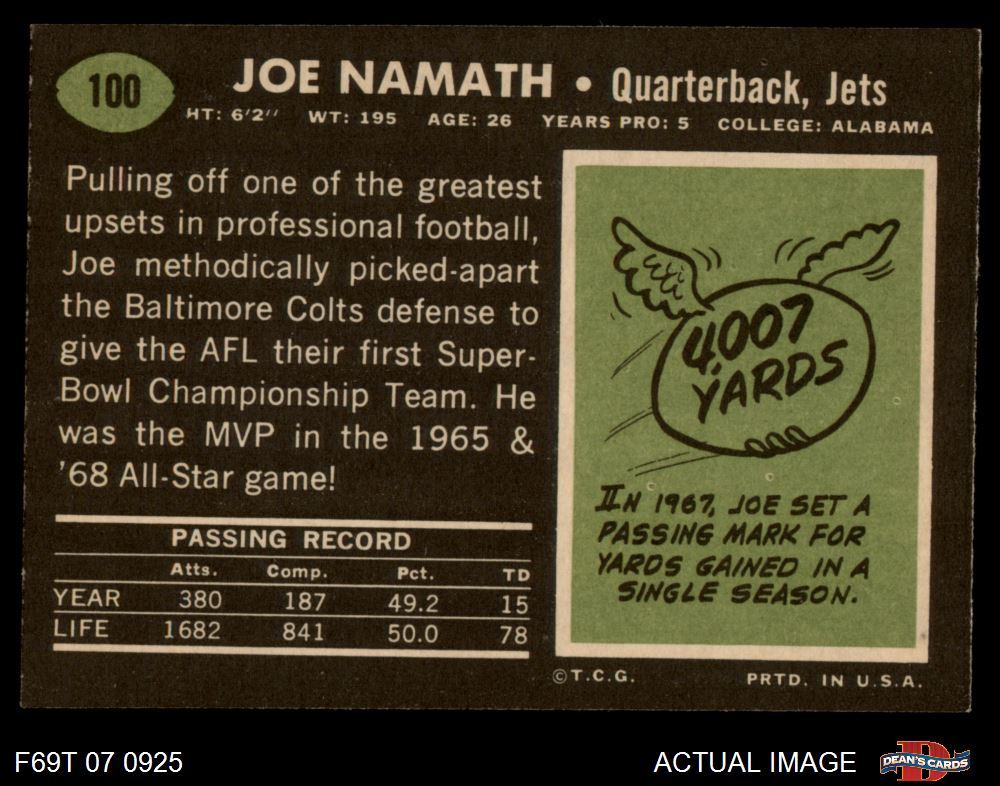 100
JOE NAMATH • Quarterback, Jets
HT: 6'2" WT: 195 AGE: 26 YEARS PRO: 5 COLLEGE: ALABAMA
Pulling off one of the greatest
upsets in professional football,
Joe methodically picked-apart
the Baltimore Colts defense to
give the AFL their first Super-
Bowl Championship Team. He
was the MVP in the 1965 &
'68 All-Star game!
PASSING RECORD
Atts. Comp. Pct. TD
YEAR 380 187 49.2 15
LIFE 1682 841 50.0 78
4,007
YARDS
IN 1967, JOE SET A
PASSING MARK FOR
YARDS GAINED IN A
SINGLE SEASON.
©T.C.G. PRTD. IN U.S.A.
F69T 07 0925
ACTUAL IMAGE
D
DEAN'S CARDS